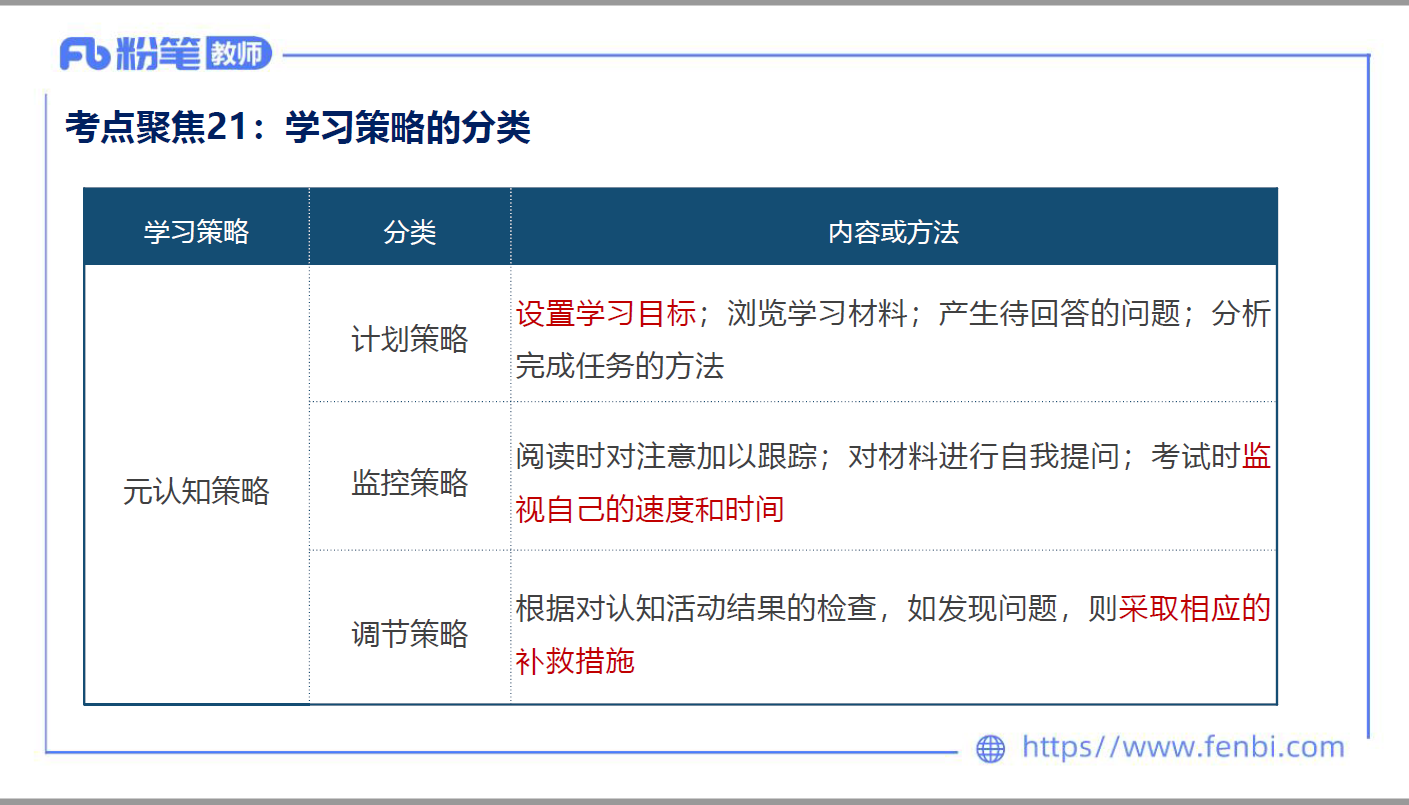 Fb粉笔教师
考点聚焦21：学习策略的分类
学习策略 分类 内容或方法
元认知策略
计划策略
设置学习目标；浏览学习材料；产生待回答的问题；分析
完成任务的方法
监控策略
阅读时对注意加以跟踪；对材料进行自我提问；考试时监
视自己的速度和时间
调节策略
根据对认知活动结果的检查，如发现问题，则采取相应的
补救措施
https//www.fenbi.com